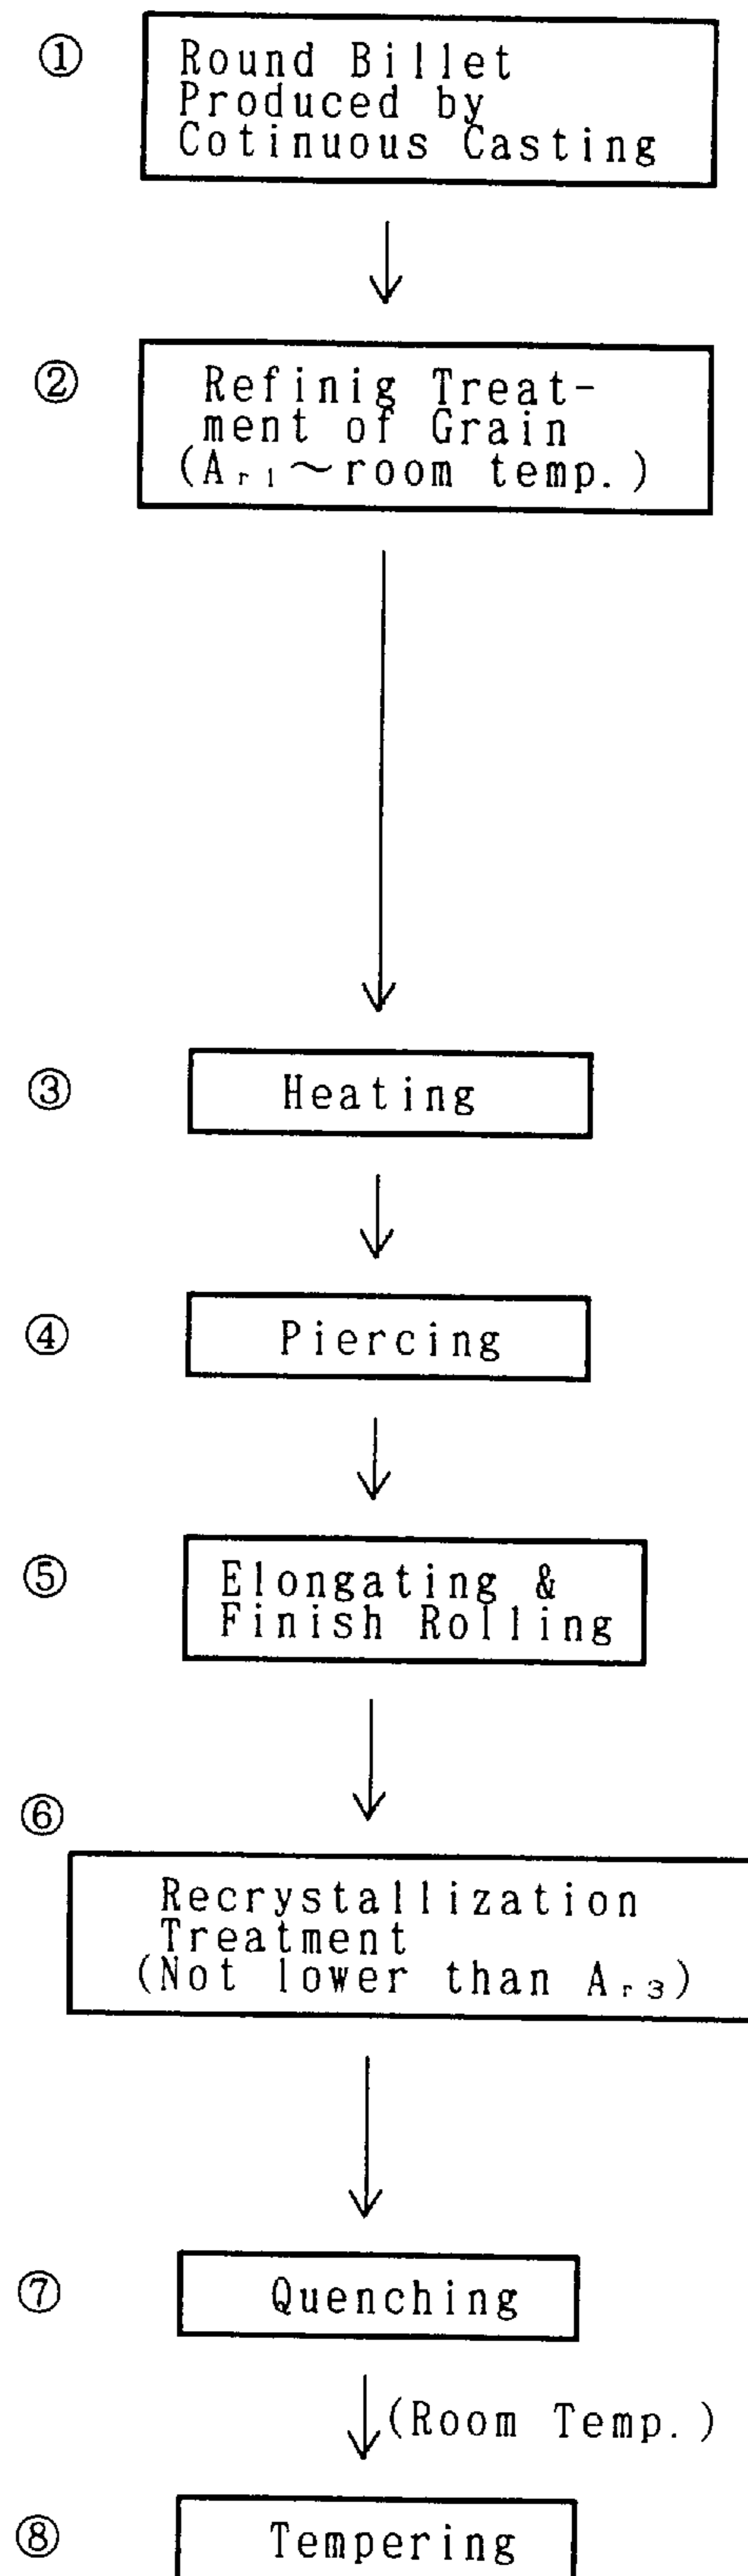 ①
Round Billet
Produced by
Cotinuous Casting
②
Refinig Treat-
ment of Grain
(Ar1～room temp.)
③
Heating
④
Piercing
⑤
Elongating &
Finish Rolling
⑥
Recrystallization
Treatment
(Not lower than Ar3)
⑦
Quenching
(Room Temp.)
⑧
Tempering